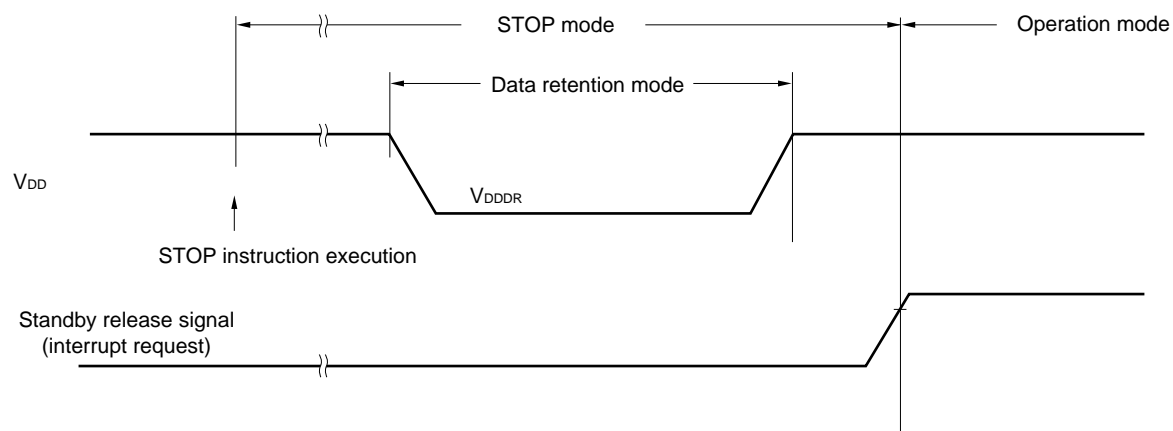 STOP mode
Operation mode
Data retention mode
VDD
VDDDR
STOP instruction execution
Standby release signal
(interrupt request)